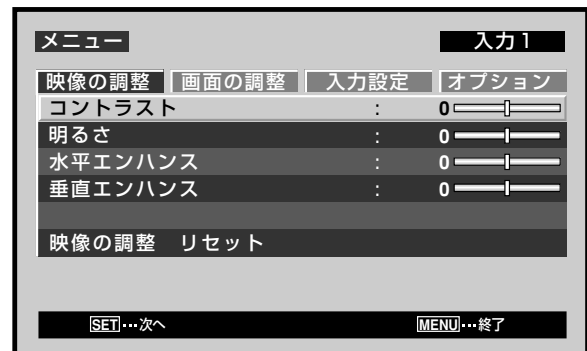 メニュー 入力1
映像の調整 画面の調整 入力設定 オプション
コントラスト : 0
明るさ : 0
水平エンハンス : 0
垂直エンハンス : 0
映像の調整 リセット
SET…次へ MENU…終了